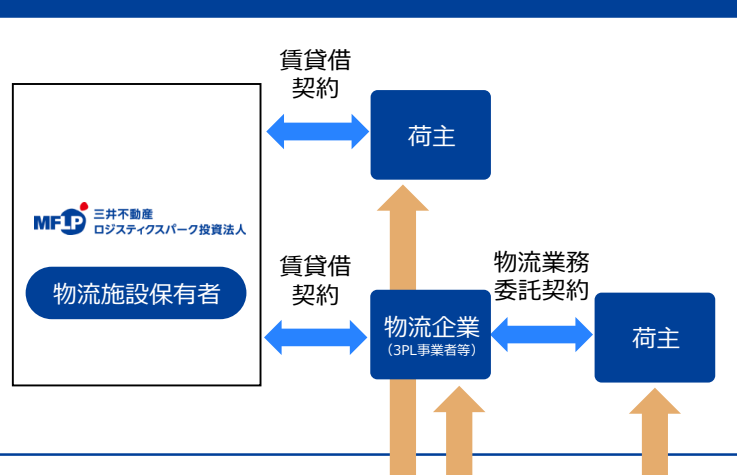 賃貸借
契約
荷主
MFLP
三井不動産
ロジスティクスパーク投資法人
物流施設保有者
賃貸借
契約
物流企業
（3PL事業者等）
物流業務
委託契約
荷主